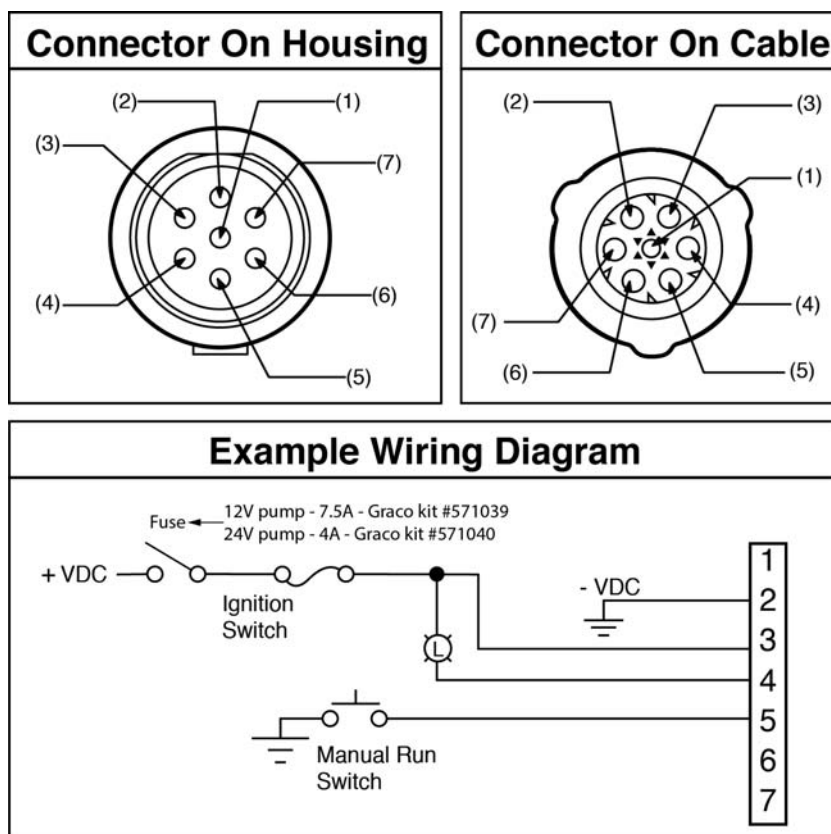 Connector On Housing
(2)
(1)
(3)
(7)
(4)
(6)
(5)
Connector On Cable
(2)
(3)
(1)
(7)
(4)
(6)
(5)
Example Wiring Diagram
Fuse
12V pump - 7.5A - Graco kit #571039
24V pump - 4A - Graco kit #571040
+ VDC
Ignition
Switch
- VDC
L
Manual Run
Switch
1
2
3
4
5
6
7